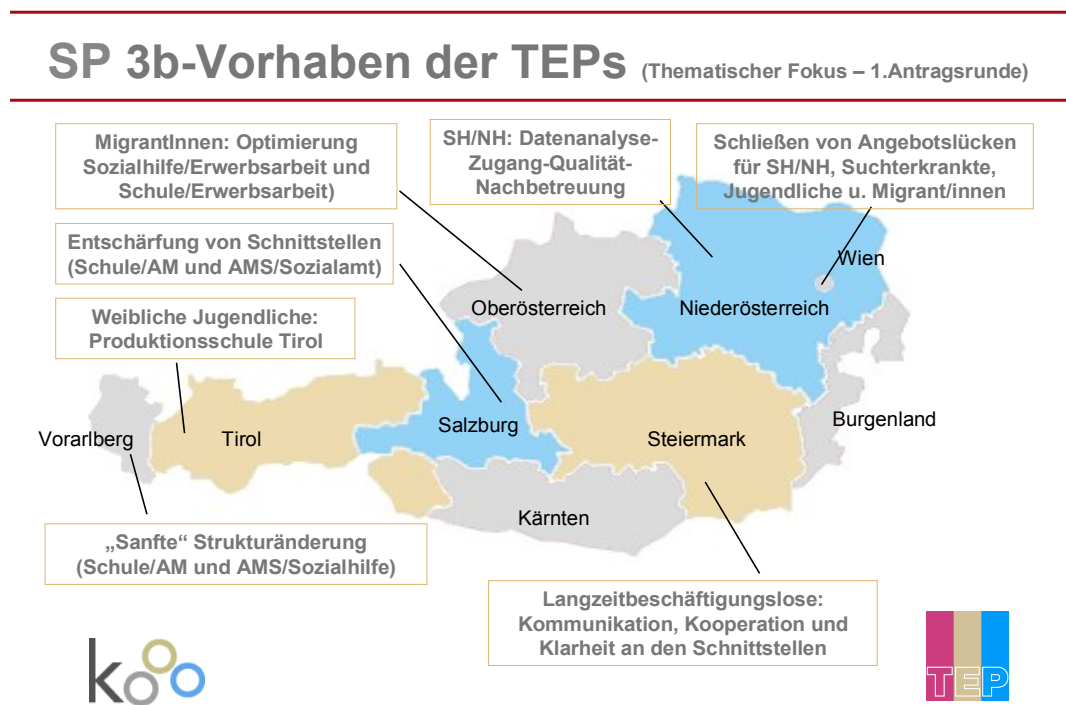 SP 3b-Vorhaben der TEPs (Thematischer Fokus – 1.Antragsrunde)
MigrantInnen: Optimierung
Sozialhilfe/Erwerbsarbeit und
Schule/Erwerbsarbeit)
SH/NH: Datenanalyse-
Zugang-Qualität-
Nachbetreuung
Schließen von Angebotslücken
für SH/NH, Suchterkrankte,
Jugendliche u. Migrant/innen
Entschärfung von Schnittstellen
(Schule/AM und AMS/Sozialamt)
Weibliche Jugendliche:
Produktionsschule Tirol
Wien
Oberösterreich
Niederösterreich
Vorarlberg
Tirol
Salzburg
Steiermark
Burgenland
Kärnten
„Sanfte“ Strukturänderung
(Schule/AM und AMS/Sozialhilfe)
Langzeitbeschäftigungslose:
Kommunikation, Kooperation und
Klarheit an den Schnittstellen
kooo
TEP